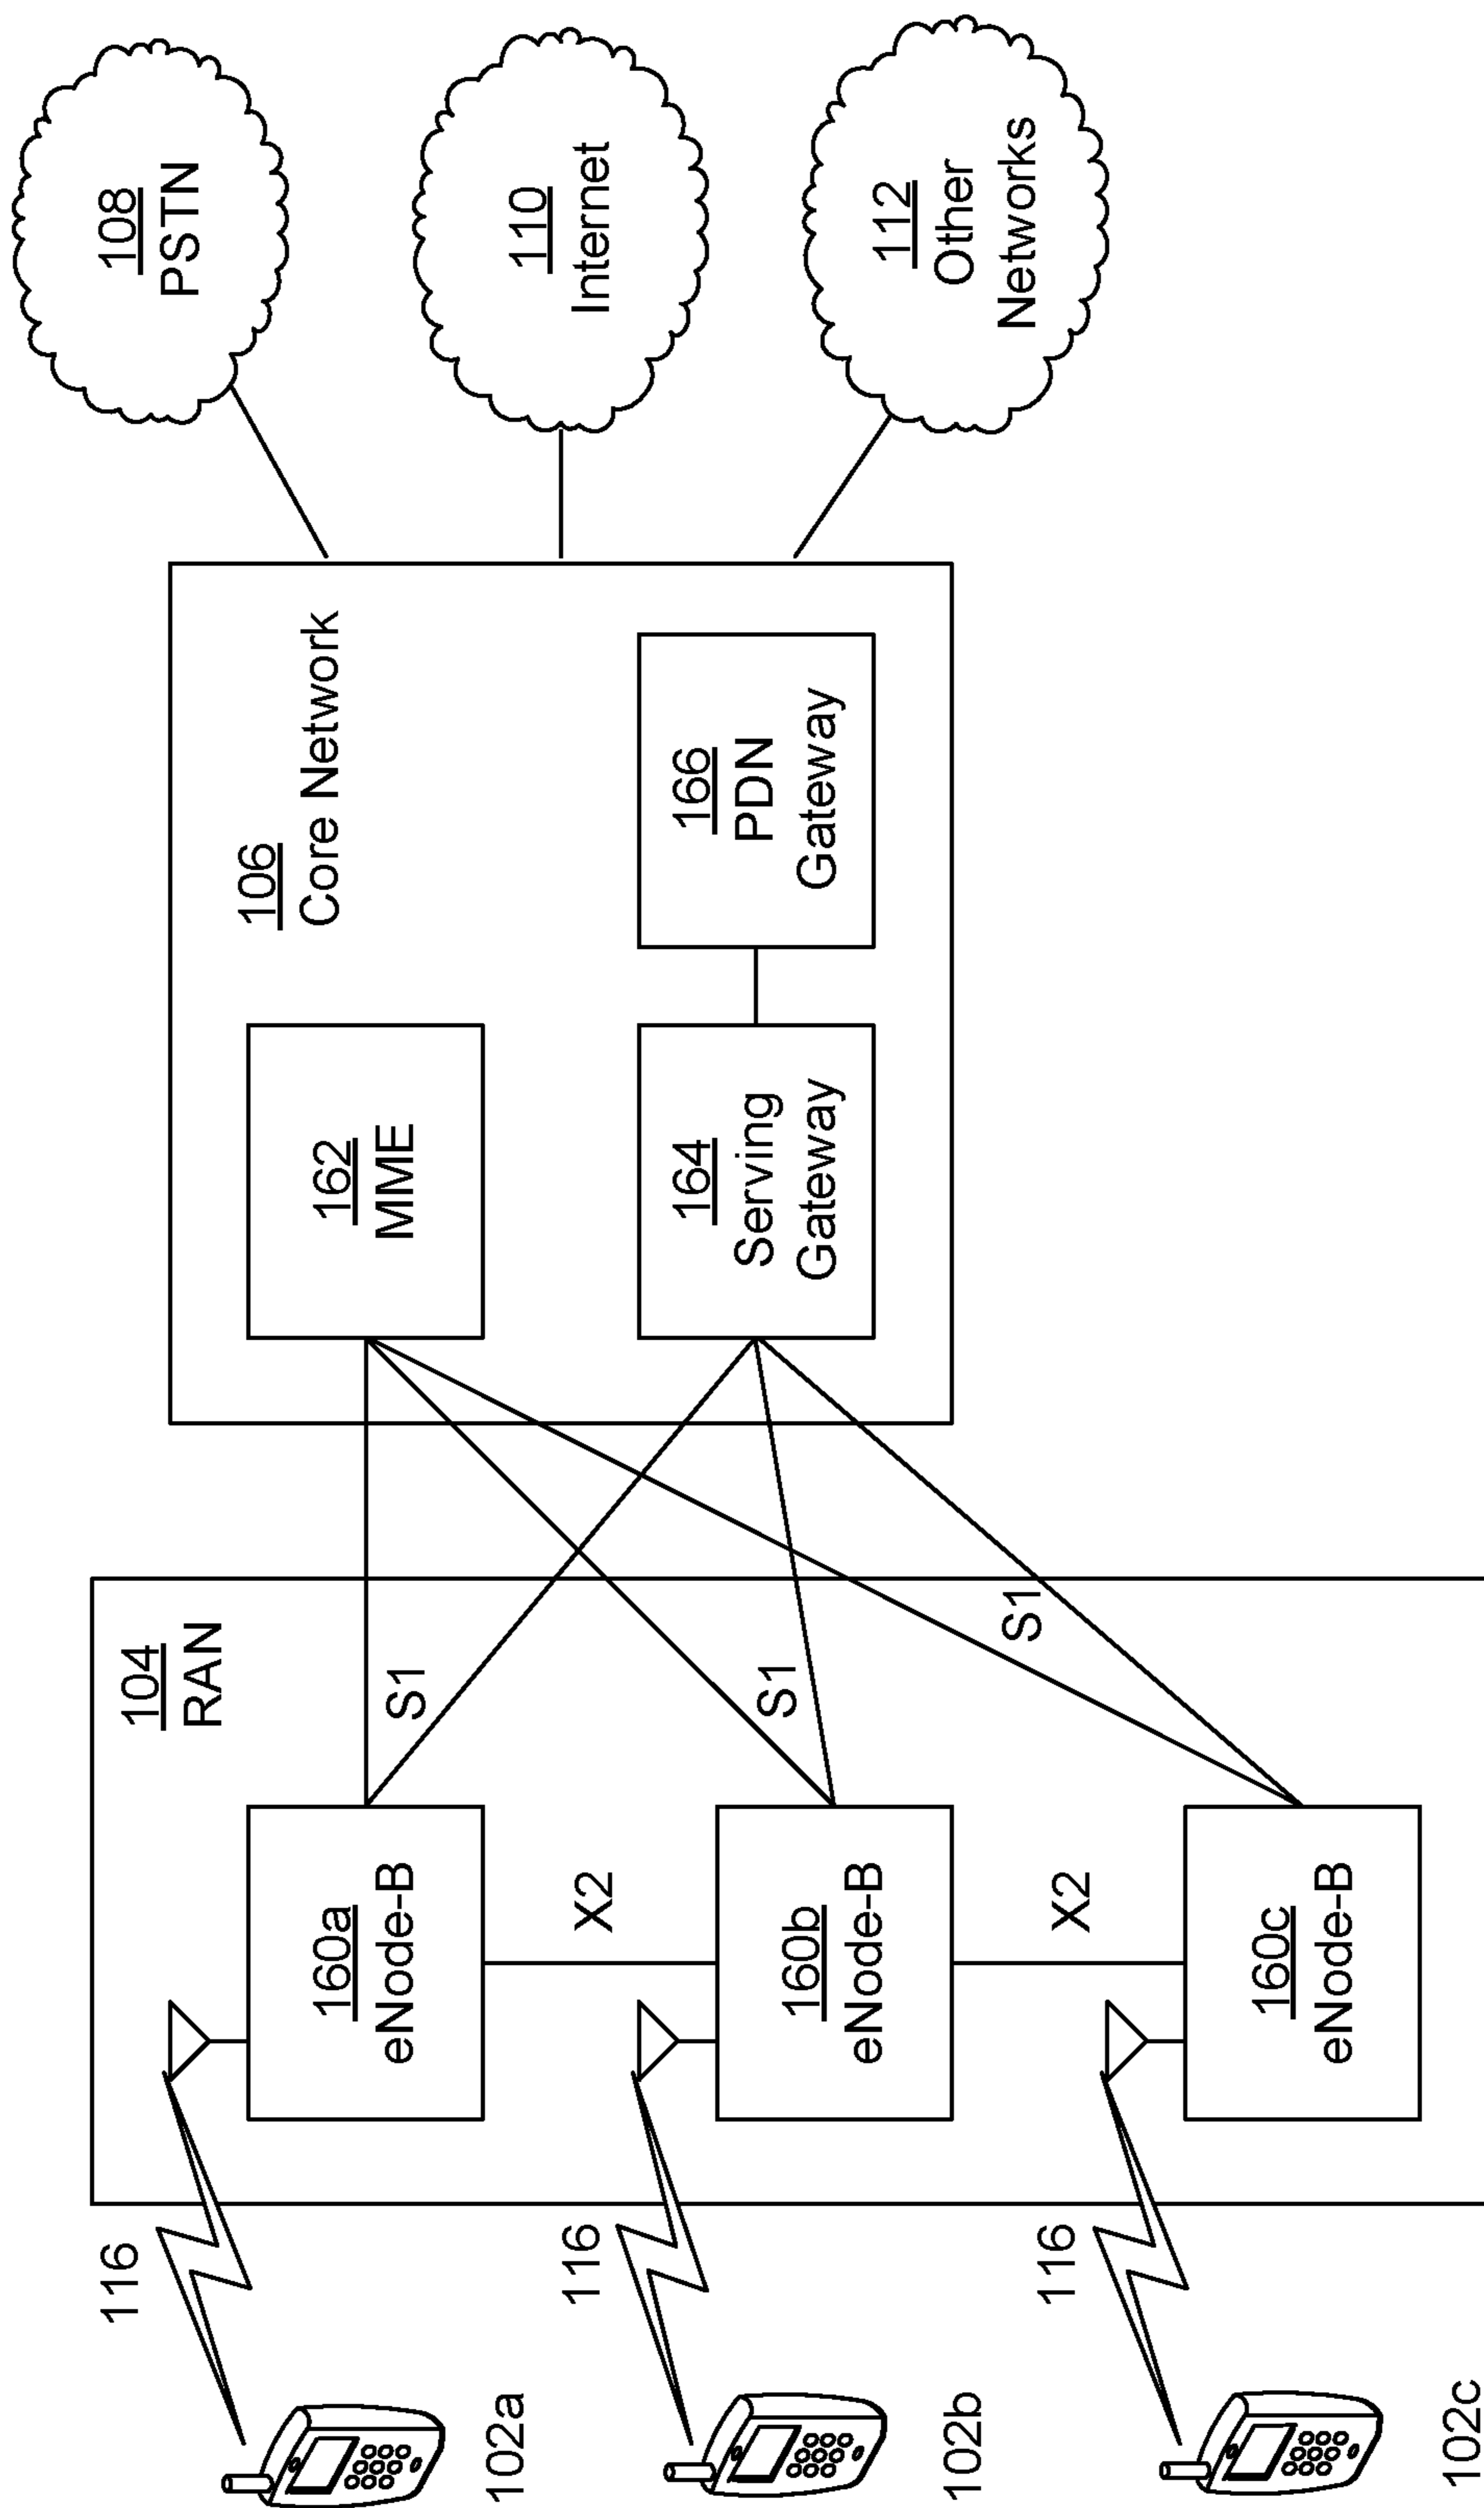 116
102a
116
102b
116
102c
104
RAN
160a
eNode-B
S1
X2
160b
eNode-B
S1
X2
160c
eNode-B
S1
106
Core Network
162
MME
164
Serving
Gateway
166
PDN
Gateway
108
PSTN
110
Internet
112
Other
Networks